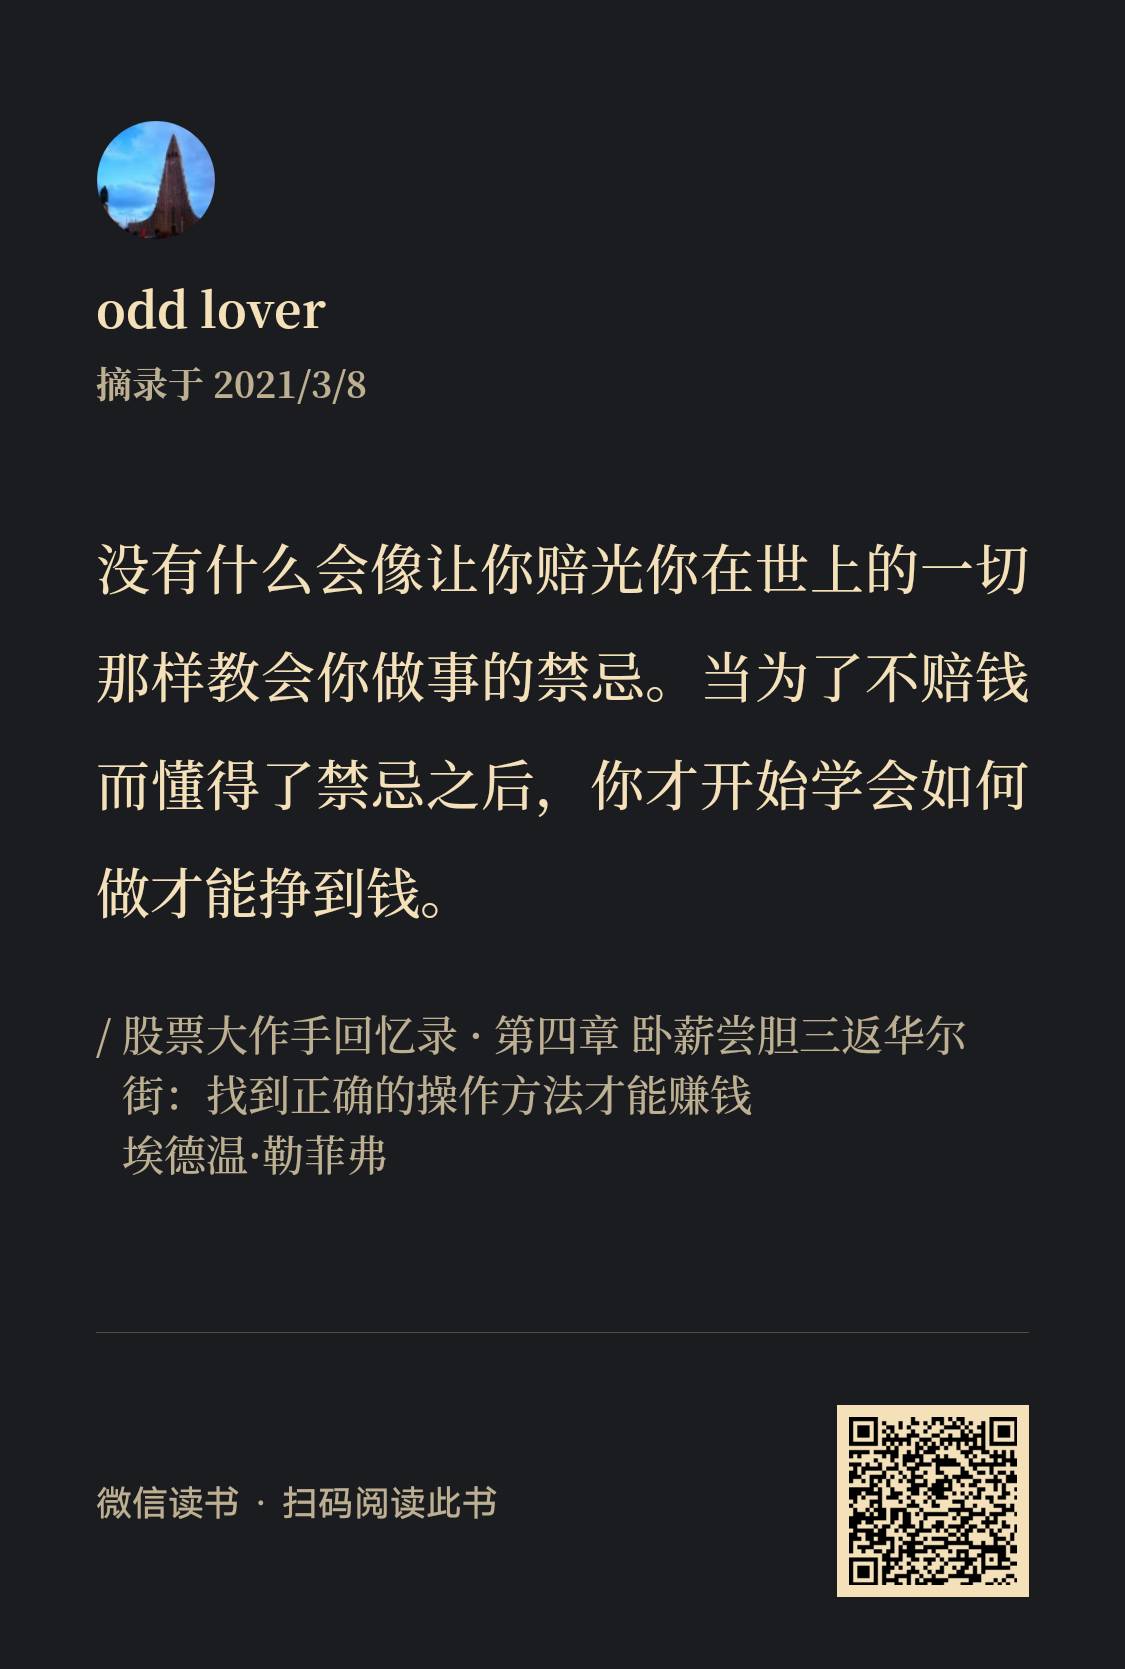 odd lover
摘录于 2021/3/8
没有什么会像让你赔光你在世上的一切
那样教会你做事的禁忌。当为了不赔钱
而懂得了禁忌之后，你才开始学会如何
做才能挣到钱。
/ 股票大作手回忆录 · 第四章 卧薪尝胆三返华尔
街：找到正确的操作方法才能赚钱
埃德温·勒菲弗
微信读书 · 扫码阅读此书